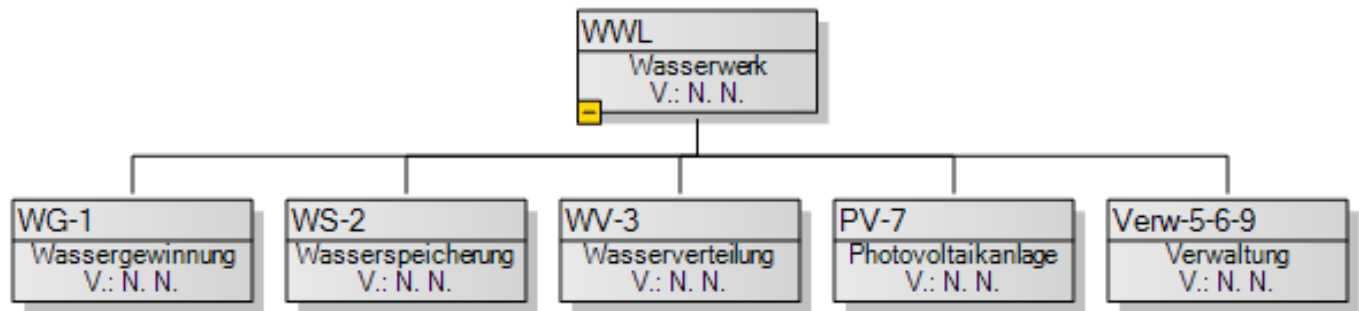 WWL
Wasserwerk
V.: N. N.
WG-1
Wassergewinnung
V.: N. N.
WS-2
Wasserspeicherung
V.: N. N.
WV-3
Wasserverteilung
V.: N. N.
PV-7
Photovoltaikanlage
V.: N. N.
Verw-5-6-9
Verwaltung
V.: N. N.